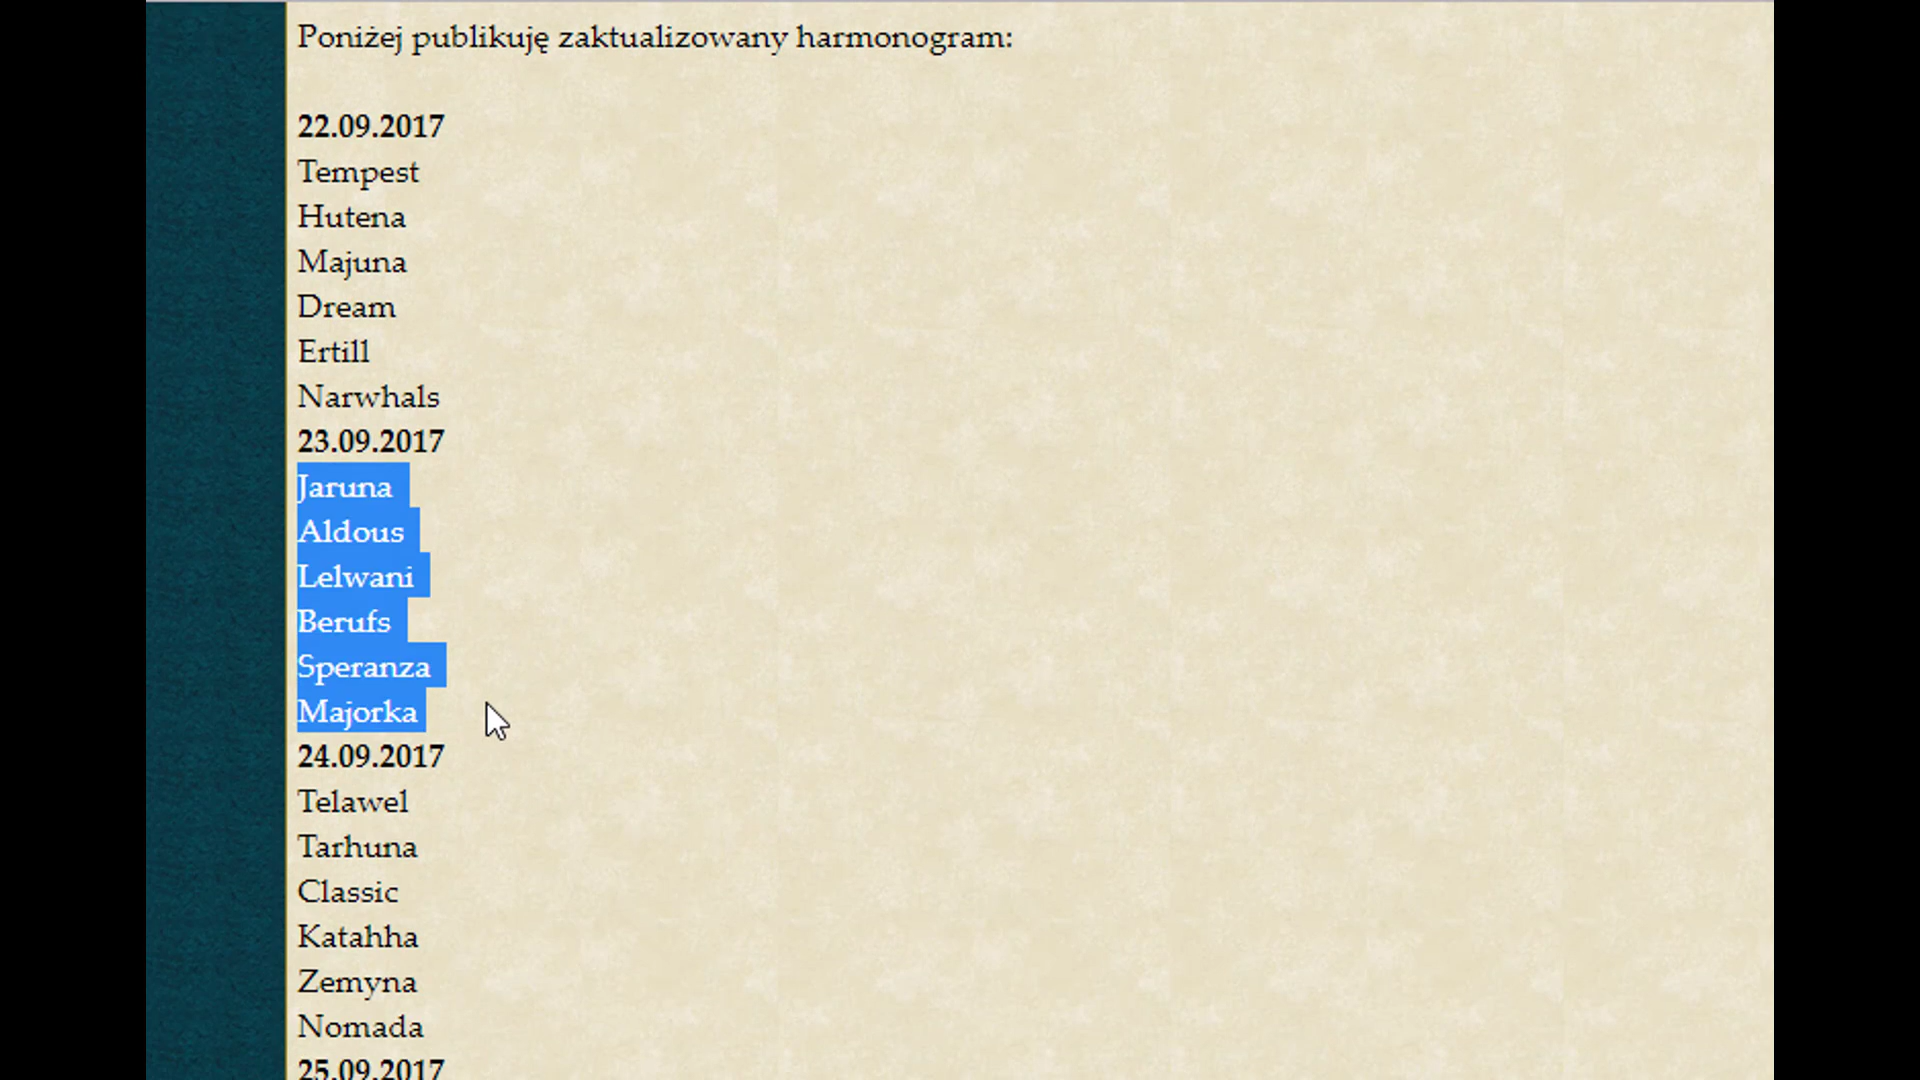 Poniżej publikuję zaktualizowany harmonogram:
22.09.2017
Tempest
Hutena
Majuna
Dream
Ertill
Narwhals
23.09.2017
Jaruna
Aldous
Lelwani
Berufs
Speranza
Majorka
24.09.2017
Telawel
Tarhuna
Classic
Katahha
Zemyna
Nomada
25.09.2017